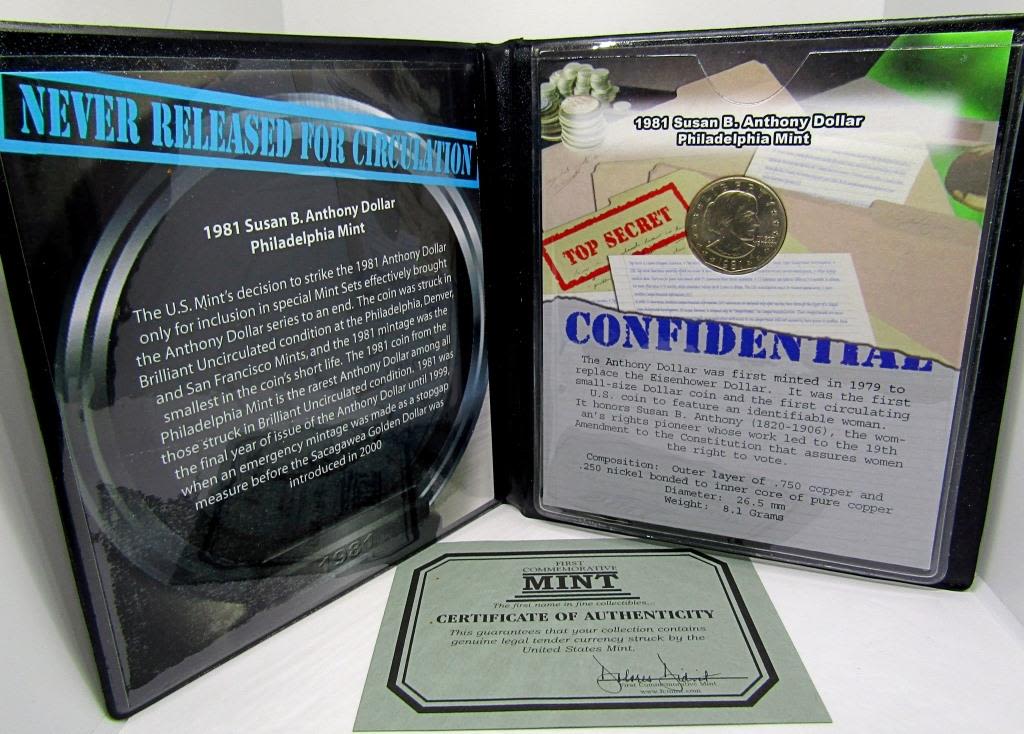 NEVER RELEASED FOR CIRCULATION
1981 Susan B. Anthony Dollar
Philadelphia Mint
The U.S. Mint's decision to strike the 1981 Anthony Dollar
only for inclusion in special Mint Sets effectively brought
the Anthony Dollar series to an end. The coin was struck in
Brilliant Uncirculated condition at the Philadelphia, Denver,
and San Francisco Mints, and the 1981 mintage was the
smallest in the coin's short life. The 1981 coin from the
Philadelphia Mint is the rarest Anthony Dollar among all
those struck in Brilliant Uncirculated condition. 1981 was
the final year of issue of the Anthony Dollar until 1999,
when an emergency mintage was made as a stopgap
measure before the Sacagawea Golden Dollar was
introduced in 2000
1981
1981 Susan B. Anthony Dollar
Philadelphia Mint
TOP SECRET
1981
CONFIDENTIAL
The Anthony Dollar was first minted in 1979 to
replace the Eisenhower Dollar. It was the first
small-size Dollar coin and the first circulating
U.S. coin to feature an identifiable woman.
It honors Susan B. Anthony (1820-1906), the wom-
an's rights pioneer whose work led to the 19th
Amendment to the Constitution that assures women
the right to vote.
Composition: Outer layer of .750 copper and
.250 nickel bonded to inner core of pure copper
Diameter: 26.5 mm
Weight: 8.1 Grams
FIRST
COMMEMORATIVE
MINT
The first name in fine collectibles...
CERTIFICATE OF AUTHENTICITY
This guarantees that your collection contains
genuine legal tender currency struck by the
United States Mint.
First Commemorative Mint
www.fcmint.com